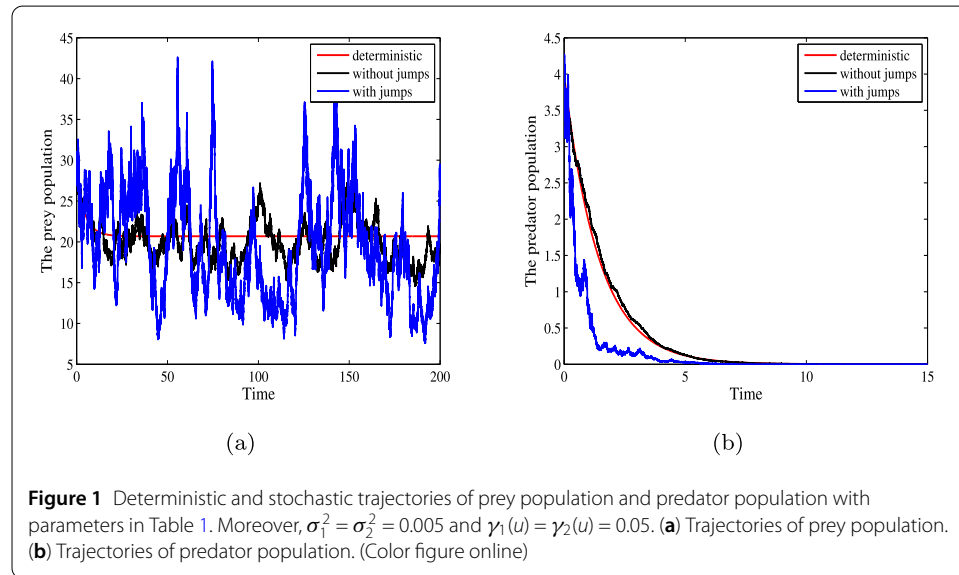 45
40
35
30
25
20
15
10
5
The prey population
deterministic
without jumps
with jumps
0
50
100
150
200
Time
(a)
4.5
4
3.5
3
2.5
2
1.5
1
0.5
0
The predator population
deterministic
without jumps
with jumps
0
5
10
15
Time
(b)
Figure 1 Deterministic and stochastic trajectories of prey population and predator population with
parameters in Table 1. Moreover, σ₁² = σ₂² = 0.005 and γ₁(u) = γ₂(u) = 0.05. (a) Trajectories of prey population.
(b) Trajectories of predator population. (Color figure online)